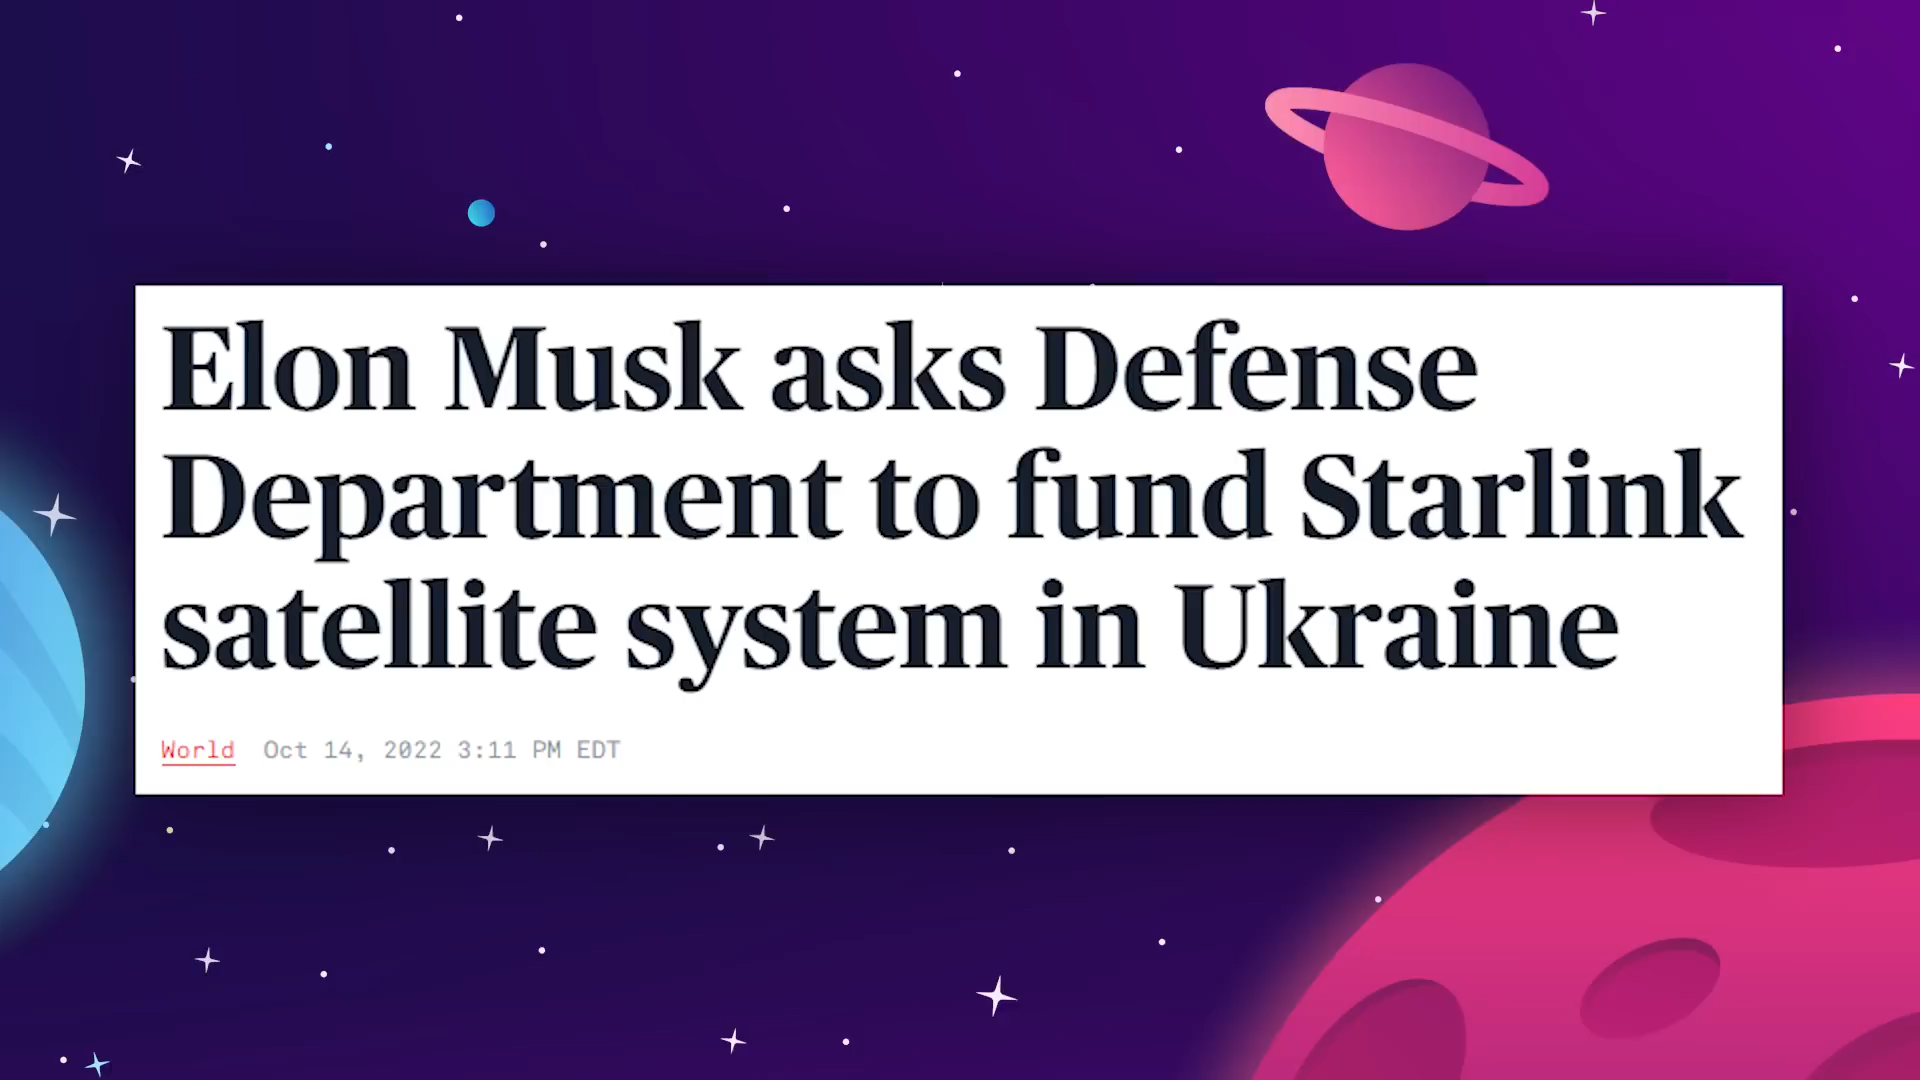 Elon Musk asks Defense
Department to fund Starlink
satellite system in Ukraine
World Oct 14, 2022 3:11 PM EDT